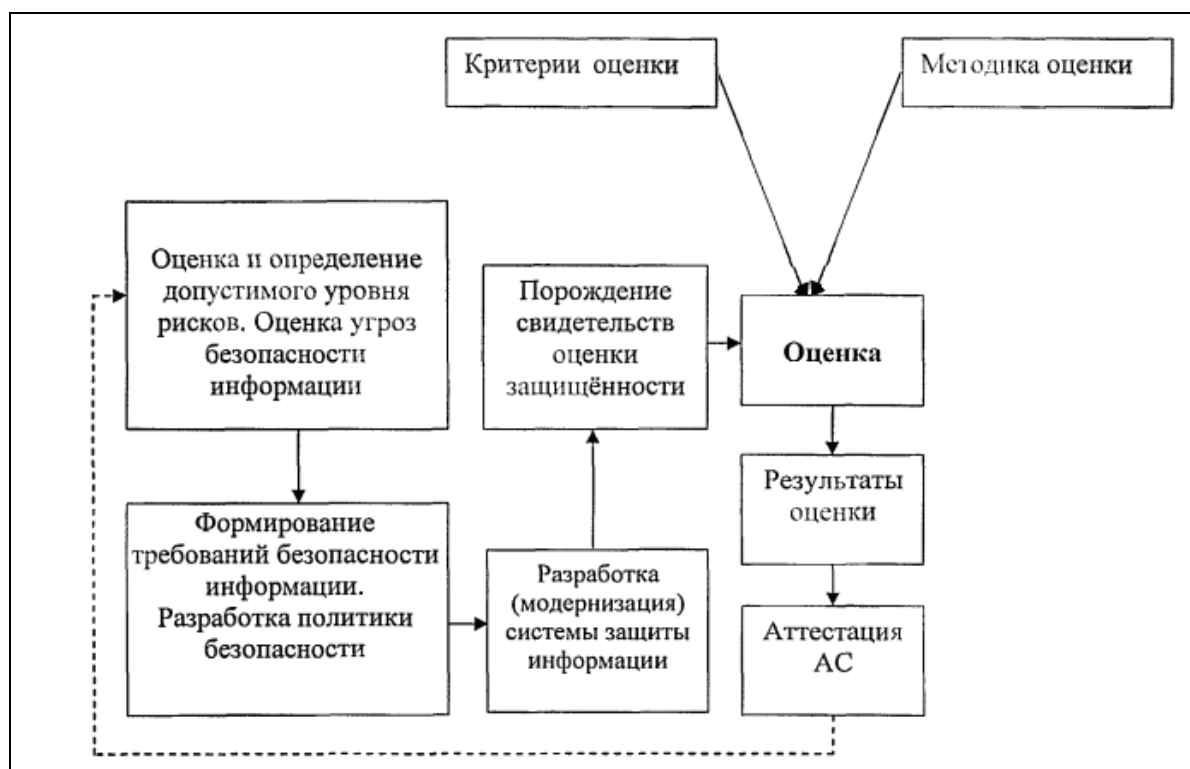 Критерии оценки
Методика оценки
Оценка и определение
допустимого уровня
рисков. Оценка угроз
безопасности
информации
Порождение
свидетельств
оценки
защищённости
Оценка
Результаты
оценки
Формирование
требований безопасности
информации.
Разработка политики
безопасности
Разработка
(модернизация)
системы защиты
информации
Аттестация
АС